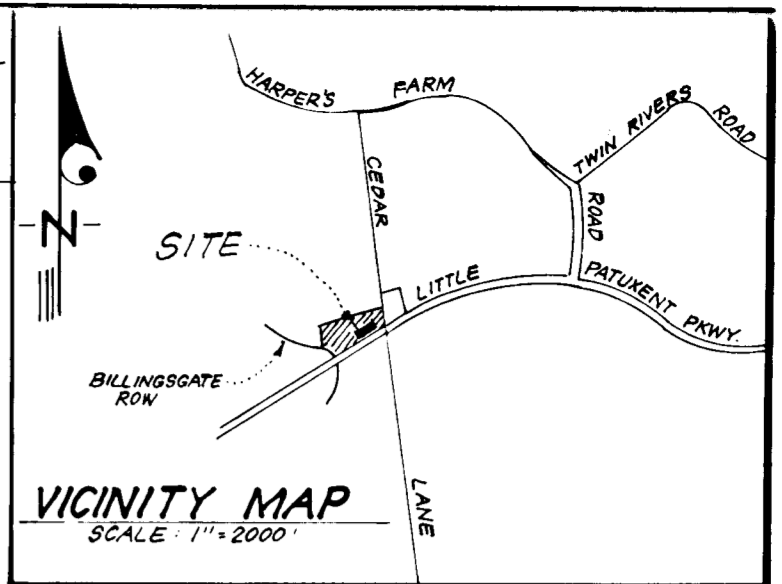 HARPER'S FARM ROAD
TWIN RIVERS ROAD
CEDAR LANE
N
SITE
LITTLE PATUXENT PKWY.
BILLINGSGATE
ROW
VICINITY MAP
SCALE : 1" = 2000'